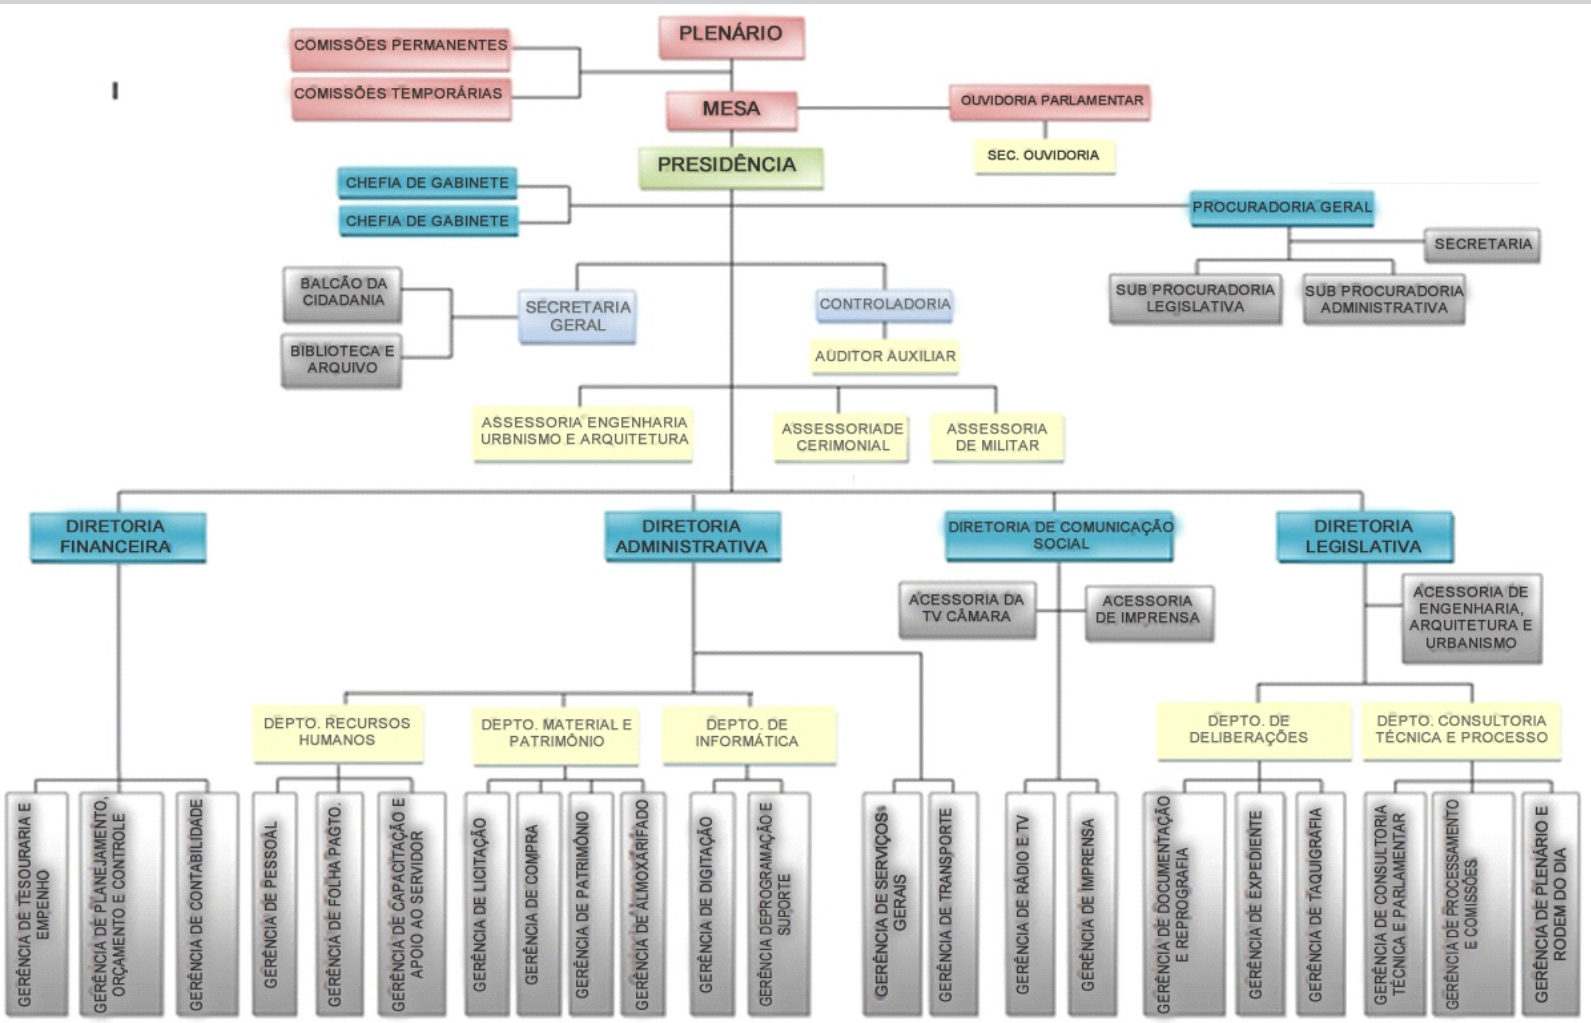 PLENÁRIO
COMISSÕES PERMANENTES
COMISSÕES TEMPORÁRIAS
MESA
OUVIDORIA PARLAMENTAR
SEC. OUVIDORIA
PRESIDÊNCIA
CHEFIA DE GABINETE
CHEFIA DE GABINETE
PROCURADORIA GERAL
SECRETARIA
SUB PROCURADORIA
LEGISLATIVA
SUB PROCURADORIA
ADMINISTRATIVA
BALCÃO DA
CIDADANIA
BIBLIOTECA E
ARQUIVO
SECRETARIA
GERAL
CONTROLADORIA
AUDITOR AUXILIAR
ASSESSORIA ENGENHARIA
URBNISMO E ARQUITETURA
ASSESSORIADE
CERIMONIAL
ASSESSORIA
DE MILITAR
DIRETORIA
FINANCEIRA
DIRETORIA
ADMINISTRATIVA
DIRETORIA DE COMUNICAÇÃO
SOCIAL
DIRETORIA
LEGISLATIVA
ACESSORIA DA
TV CÂMARA
ACESSORIA
DE IMPRENSA
ACESSORIA DE
ENGENHARIA,
ARQUITETURA E
URBANISMO
DEPTO. RECURSOS
HUMANOS
DEPTO. MATERIAL E
PATRIMÔNIO
DEPTO. DE
INFORMÁTICA
DEPTO. DE
DELIBERAÇÕES
DEPTO. CONSULTORIA
TÉCNICA E PROCESSO
GERÊNCIA DE TESOURARIA E
EMPENHO
GERÊNCIA DE PLANEJAMENTO,
ORÇAMENTO E CONTROLE
GERÊNCIA DE CONTABILIDADE
GERÊNCIA DE PESSOAL
GERÊNCIA DE FOLHA PAGTO.
GERÊNCIA DE CAPACITAÇÃO E
APOIO AO SERVIDOR
GERÊNCIA DE LICITAÇÃO
GERÊNCIA DE COMPRA
GERÊNCIA DE PATRIMÔNIO
GERÊNCIA DE ALMOXARIFADO
GERÊNCIA DE DIGITAÇÃO
GERÊNCIA DEPROGRAMAÇÃO E
SUPORTE
GERÊNCIA DE SERVIÇOS
GERAIS
GERÊNCIA DE TRANSPORTE
GERÊNCIA DE RÁDIO E TV
GERÊNCIA DE IMPRENSA
GERÊNCIA DE DOCUMENTAÇÃO
E REPROGRAFIA
GERÊNCIA DE EXPEDIENTE
GERÊNCIA DE TAQUIGRAFIA
GERÊNCIA DE CONSULTORIA
TÉCNICA E PARLAMENTAR
GERÊNCIA DE PROCESSAMENTO
E COMISSÕES
GERÊNCIA DE PLENÁRIO E
RODEM DO DIA